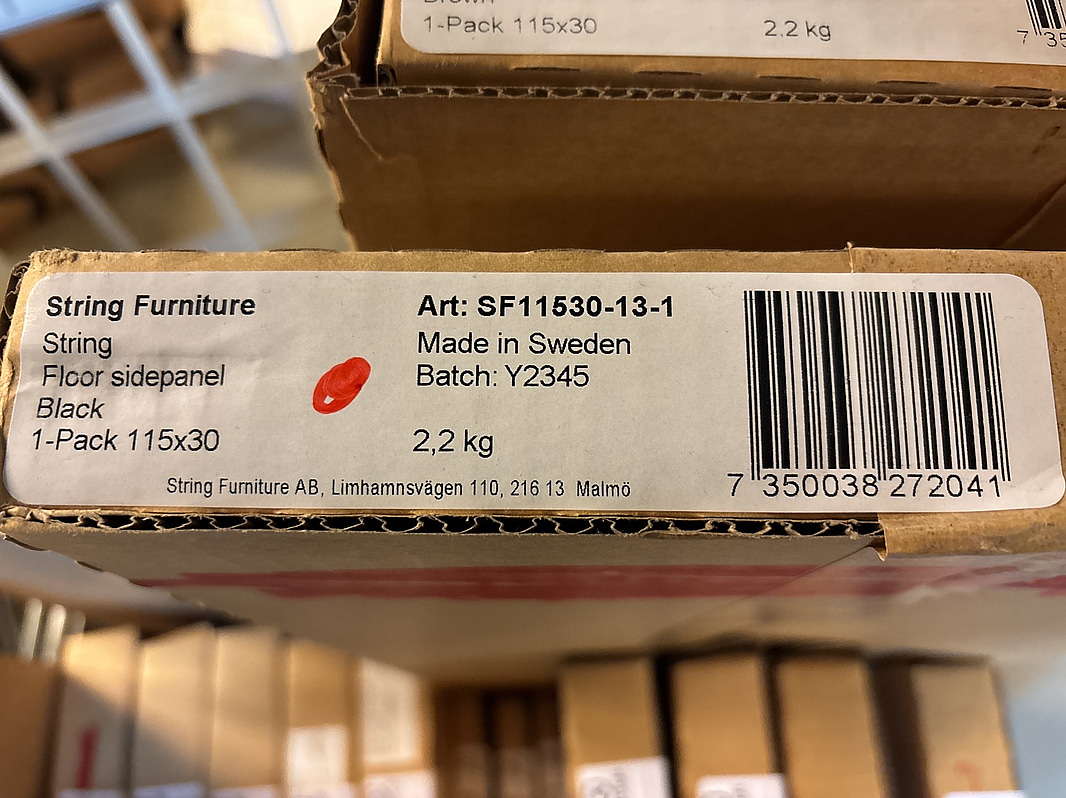 1-Pack 115x30 2.2 kg
7 35
String Furniture
String
Floor sidepanel
Black
1-Pack 115x30
Art: SF11530-13-1
Made in Sweden
Batch: Y2345
2,2 kg
String Furniture AB, Limhamnsvägen 110, 216 13 Malmö
7 350038 272041